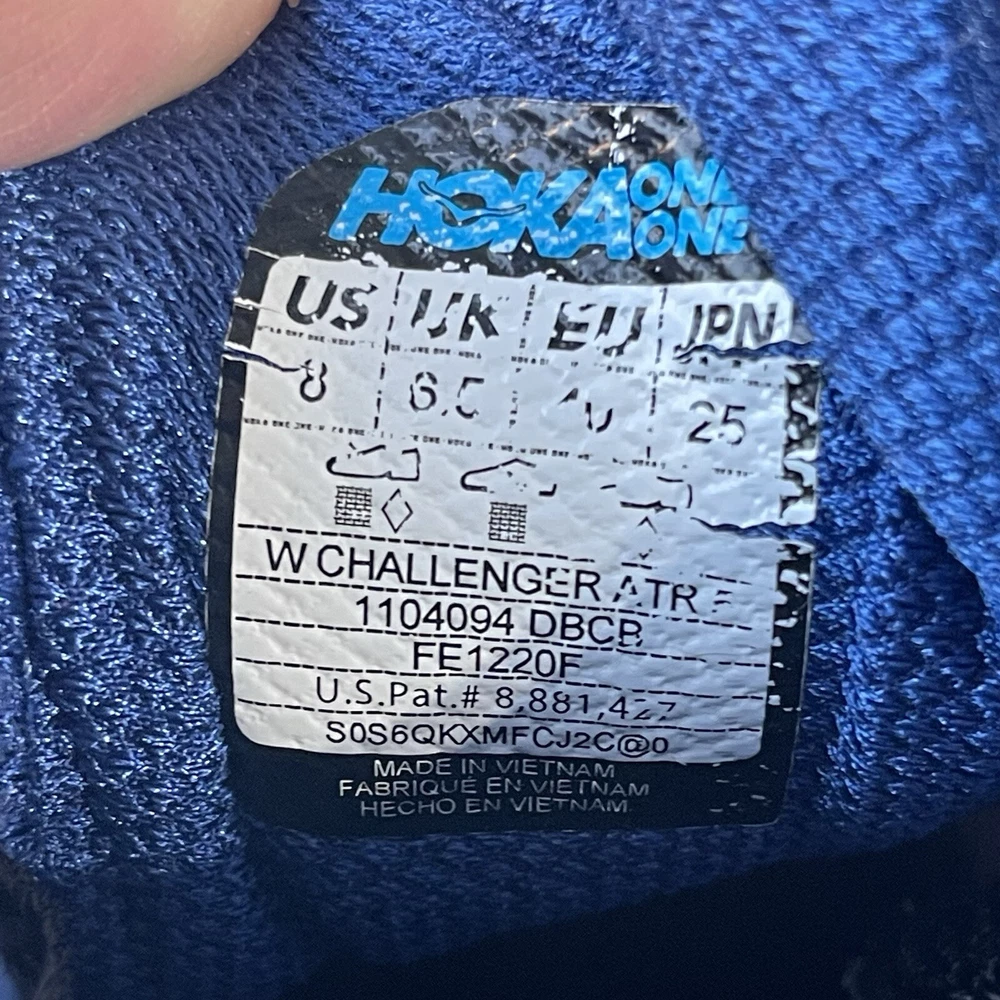 HOKA ONE ONE
US UK EU JPN
8 6.5 40 25
W CHALLENGER ATR
1104094 DBCB
FE1220F
U.S.Pat.# 8,881,427
S0S6QKXMFCJ2C@0
MADE IN VIETNAM
FABRIQUÉ EN VIETNAM
HECHO EN VIETNAM